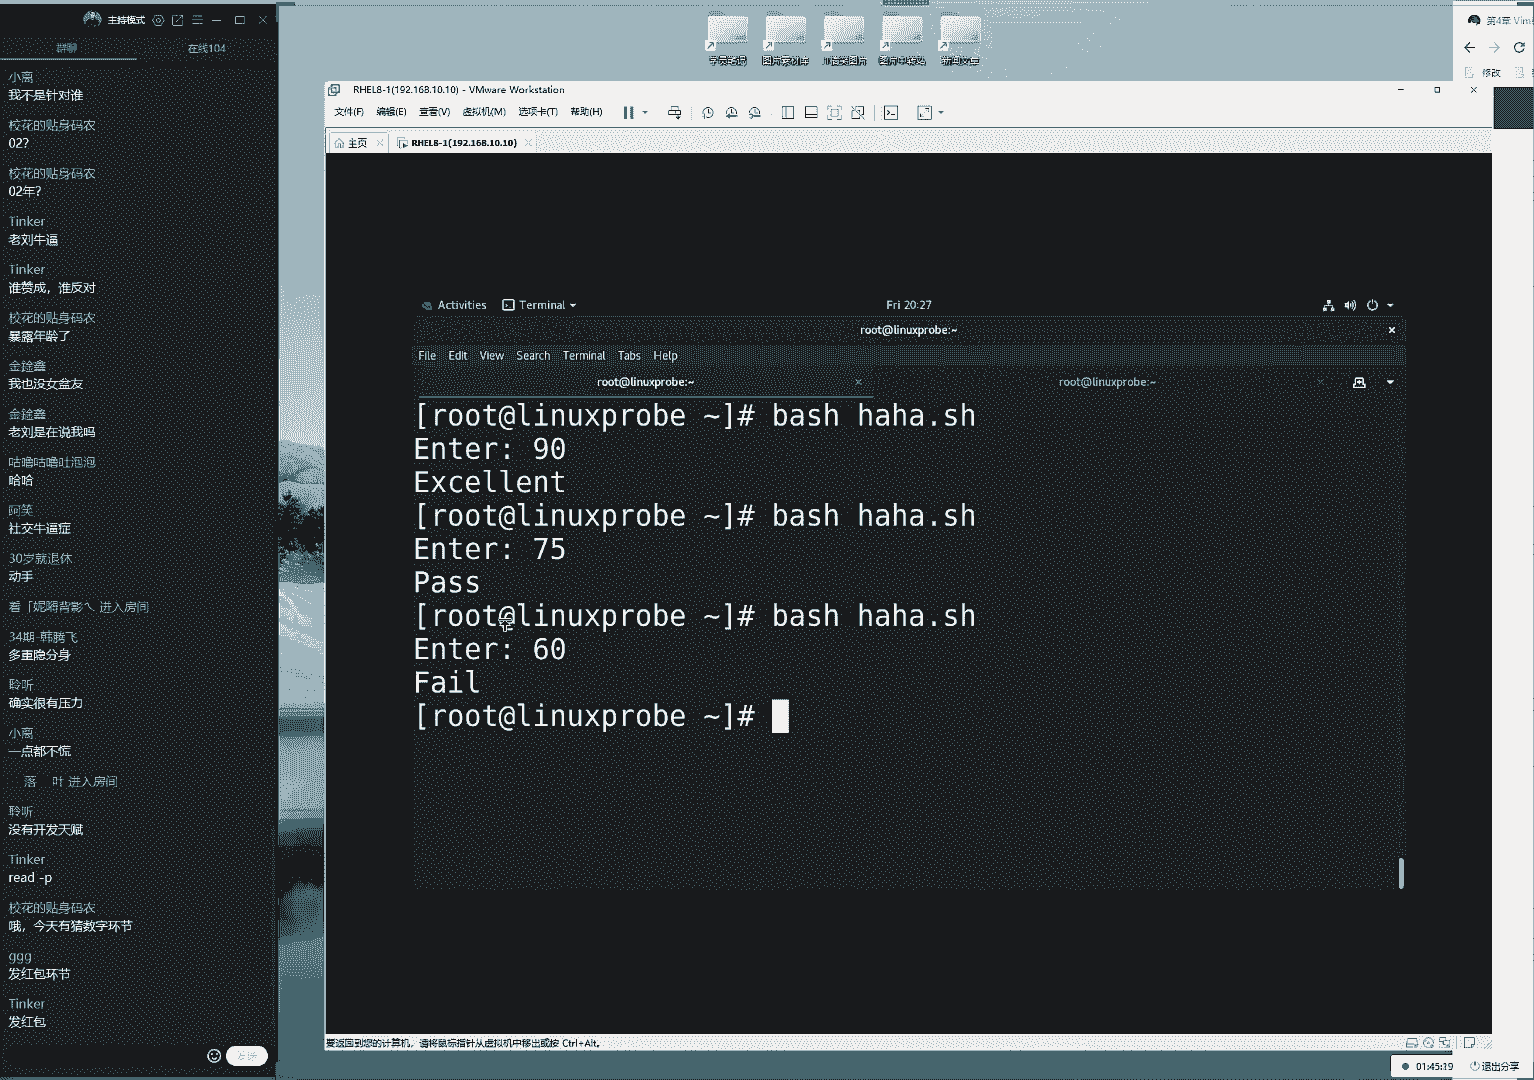 主持模式
群聊
在线104
小离
我不是针对谁
校花的贴身码农
02?
校花的贴身码农
02年?
Tinker
老刘牛逼
Tinker
谁赞成，谁反对
校花的贴身码农
暴露年龄了
金銓鑫
我也没女盆友
金銓鑫
老刘是在说我吗
咕噜咕噜吐泡泡
哈哈
阿笑
社交牛逼症
30岁就退休
动手
进入房间
34期-韩腾飞
多重隐分身
聆听
确实很有压力
小离
一点都不慌
落 叶 进入房间
聆听
没有开发天赋
Tinker
read -p
校花的贴身码农
哦，今天有猜数字环节
ggg
发红包环节
Tinker
发红包
发送
第4章 Vim
修改
RHEL8-1(192.168.10.10) - VMware Workstation
文件(F) 编辑(E) 查看(V) 虚拟机(M) 选项卡(T) 帮助(H)
主页
RHEL8-1(192.168.10.10)
Activities
Terminal
Fri 20:27
root@linuxprobe:~
File Edit View Search Terminal Tabs Help
root@linuxprobe:~
root@linuxprobe:~
[root@linuxprobe ~]# bash haha.sh
Enter: 90
Excellent
[root@linuxprobe ~]# bash haha.sh
Enter: 75
Pass
[root@linuxprobe ~]# bash haha.sh
Enter: 60
Fail
[root@linuxprobe ~]#
要返回到您的计算机，请将鼠标指针从虚拟机中移出或按 Ctrl+Alt。
01:45:19
退出分享